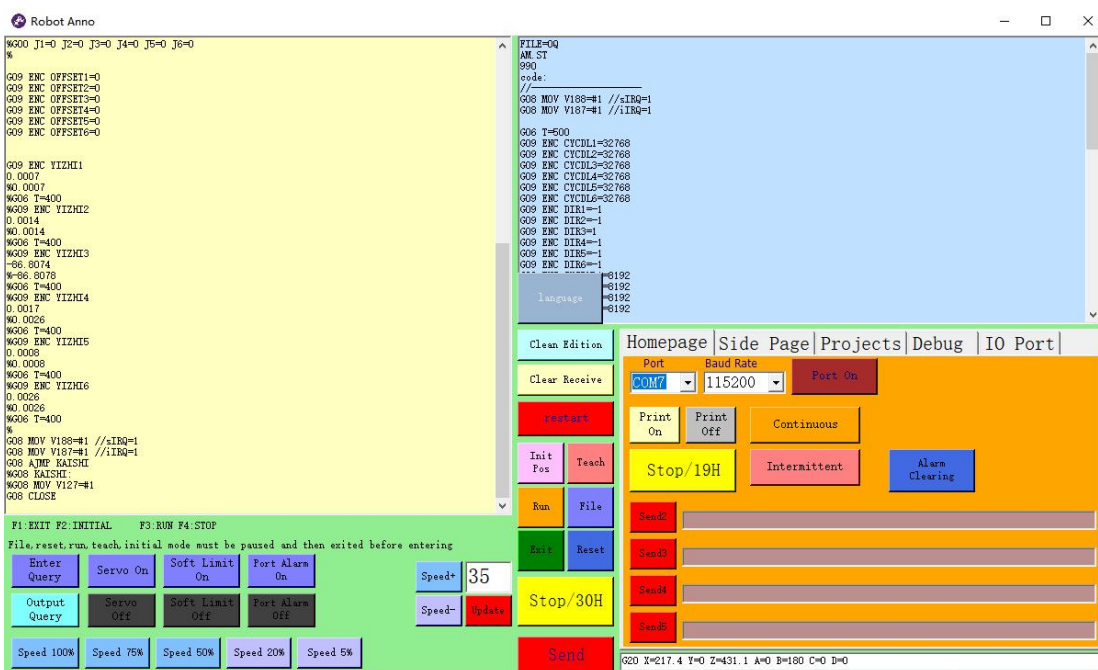 Robot Anno
%G00 J1=0 J2=0 J3=0 J4=0 J5=0 J6=0
%
G09 ENC OFFSET1=0
G09 ENC OFFSET2=0
G09 ENC OFFSET3=0
G09 ENC OFFSET4=0
G09 ENC OFFSET5=0
G09 ENC OFFSET6=0
G09 ENC YIZHI1
0.0007
%0.0007
%G06 T=400
%G09 ENC YIZHI2
0.0014
%0.0014
%G06 T=400
%G09 ENC YIZHI3
-86.8074
%-86.8078
%G06 T=400
%G09 ENC YIZHI4
0.0017
%0.0026
%G06 T=400
%G09 ENC YIZHI5
0.0008
%0.0008
%G06 T=400
%G09 ENC YIZHI6
0.0026
%0.0026
%G06 T=400
%
G08 MOV V188=#1 //sIRQ=1
G08 MOV V187=#1 //iIRQ=1
G08 AJMP KAISHI
%G08 KAISHI:
%G08 MOV V127=#1
G08 CLOSE
FILE=0Q
AM.ST
990
code:
//
G08 MOV V188=#1 //sIRQ=1
G08 MOV V187=#1 //iIRQ=1
G06 T=500
G09 ENC CYCDL1=32768
G09 ENC CYCDL2=32768
G09 ENC CYCDL3=32768
G09 ENC CYCDL4=32768
G09 ENC CYCDL5=32768
G09 ENC CYCDL6=32768
G09 ENC DIR1=-1
G09 ENC DIR2=-1
G09 ENC DIR3=1
G09 ENC DIR4=-1
G09 ENC DIR5=-1
G09 ENC DIR6=-1
=8192
=8192
=8192
=8192
language
Clean Edition
Clear Receive
restart
Init Pos
Teach
Run
File
Exit
Reset
Stop/30H
Send
Homepage Side Page Projects Debug IO Port
Port
Baud Rate
COM7
115200
Port On
Print On
Print Off
Continuous
Stop/19H
Intermittent
Alarm Clearing
Send2
Send3
Send4
Send5
G20 X=217.4 Y=0 Z=431.1 A=0 B=180 C=0 D=0
F1:EXIT F2:INITIAL F3:RUN F4:STOP
File,reset,run,teach,initial mode must be paused and then exited before entering
Enter Query
Servo On
Soft Limit On
Port Alarm On
Speed+
35
Output Query
Servo Off
Soft Limit Off
Port Alarm Off
Speed-
Update
Speed 100%
Speed 75%
Speed 50%
Speed 20%
Speed 5%